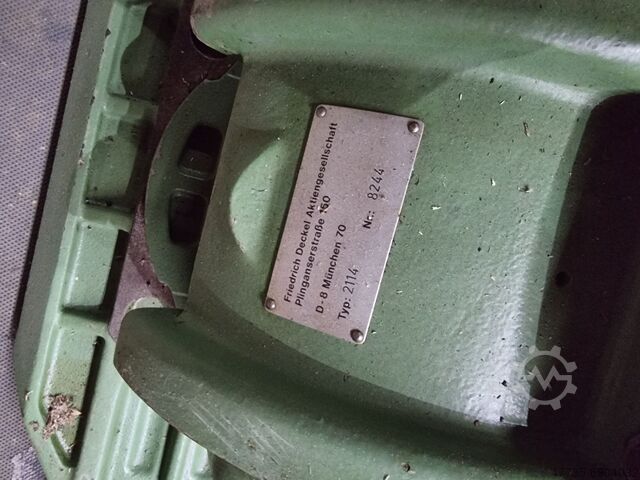 Friedrich Deckel Aktiengesellschaft
Plinganserstraße 150
D-8 München 70
Typ: 2114 Nr.: 8244